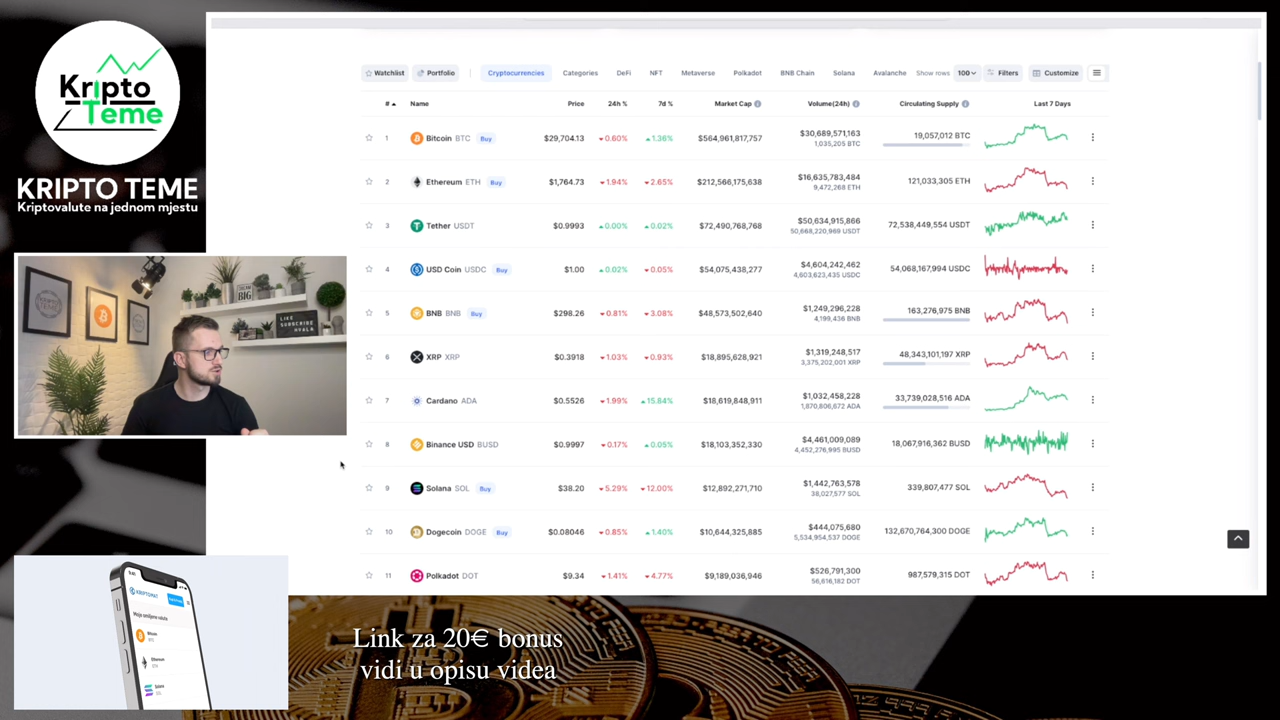 Kripto
Teme
KRIPTO TEME
Kriptovalute na jednom mjestu
Watchlist Portfolio Cryptocurrencies Categories DeFi NFT Metaverse Polkadot BNB Chain Solana Avalanche Show rows 100 Filters Customize
# Name Price 24h % 7d % Market Cap Volume(24h) Circulating Supply Last 7 Days
1 Bitcoin BTC Buy $29,704.13 0.60% 1.36% $564,961,817,757 $30,689,571,163 19,057,012 BTC
1,035,205 BTC
2 Ethereum ETH Buy $1,764.73 1.94% 2.65% $212,566,175,638 $16,635,783,484 121,033,305 ETH
9,472,268 ETH
3 Tether USDT $0.9993 0.00% 0.02% $72,490,768,768 $50,634,915,866 72,538,449,554 USDT
50,668,220,969 USDT
4 USD Coin USDC Buy $1.00 0.02% 0.05% $54,075,438,277 $4,604,242,462 54,068,167,994 USDC
4,603,623,435 USDC
5 BNB BNB Buy $298.26 0.81% 3.08% $48,573,502,640 $1,249,296,228 163,276,975 BNB
4,199,436 BNB
6 XRP XRP $0.3918 1.03% 0.93% $18,895,628,921 $1,319,248,517 48,343,101,197 XRP
3,375,202,001 XRP
7 Cardano ADA $0.5526 1.99% 15.84% $18,619,848,911 $1,032,458,228 33,739,028,516 ADA
1,870,806,672 ADA
8 Binance USD BUSD $0.9997 0.17% 0.05% $18,103,352,330 $4,461,009,089 18,067,916,362 BUSD
4,452,276,995 BUSD
9 Solana SOL Buy $38.20 5.29% 12.00% $12,892,271,710 $1,442,763,578 339,807,477 SOL
38,027,577 SOL
10 Dogecoin DOGE Buy $0.08046 0.85% 1.40% $10,644,325,885 $444,075,680 132,670,764,300 DOGE
5,534,954,537 DOGE
11 Polkadot DOT $9.34 1.41% 4.77% $9,189,036,946 $526,791,300 987,579,315 DOT
56,616,182 DOT
DREAM
BIG
LIKE
SUBSCRIBE
HVALA
KRIPTOMAT
Bitcoin
Ethereum
Solana
Link za 20€ bonus
vidi u opisu videa